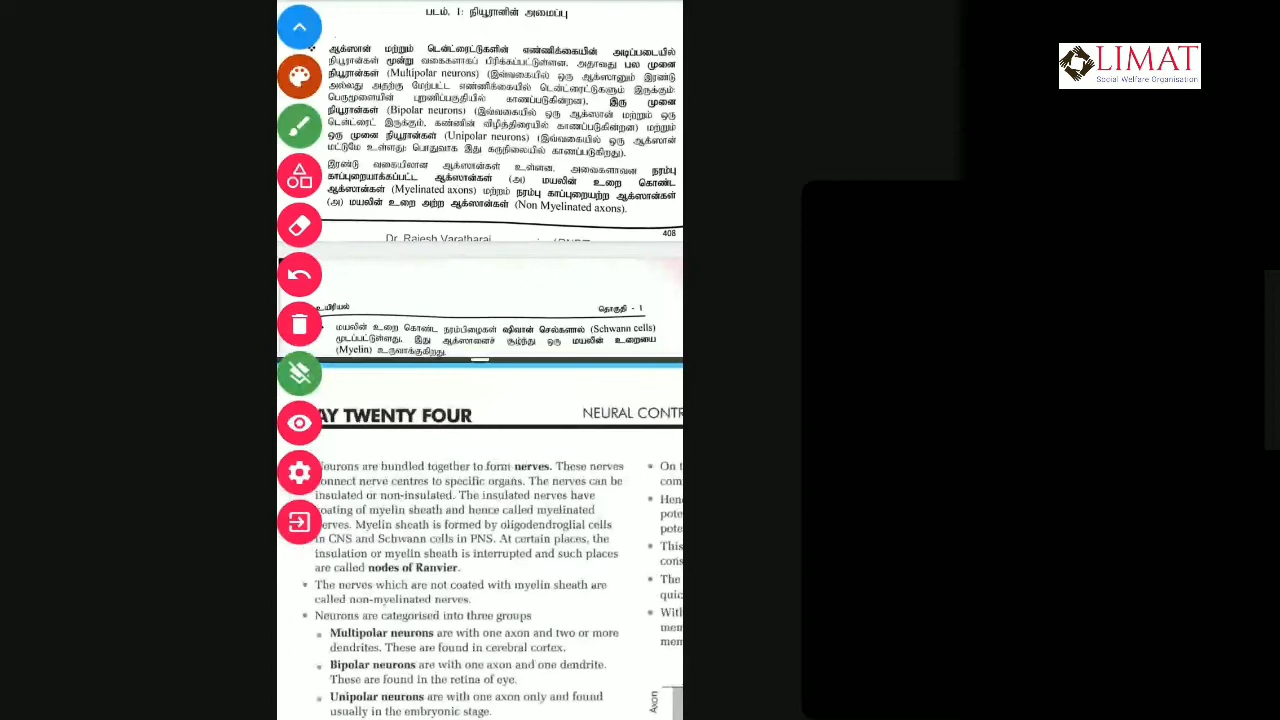 படம். 1: நியூரானின் அமைப்பு
ஆக்ஸான் மற்றும் டென்ட்ரைட்டுகளின் எண்ணிக்கையின் அடிப்படையில்
நியூரான்கள் மூன்று வகைகளாகப் பிரிக்கப்பட்டுள்ளன. அதாவது பல முனை
நியூரான்கள் (Multipolar neurons) (இவ்வகையில் ஒரு ஆக்ஸானும் இரண்டு
அல்லது அதற்கு மேற்பட்ட எண்ணிக்கையில் டென்ட்ரைட்டுகளும் இருக்கும்;
பெருமூளையின் புறணிப்பகுதியில் காணப்படுகின்றன), இரு முனை
நியூரான்கள் (Bipolar neurons) (இவ்வகையில் ஒரு ஆக்ஸான் மற்றும் ஒரு
டென்ட்ரைட் இருக்கும், கண்ணின் விழித்திரையில் காணப்படுகின்றன) மற்றும்
ஒரு முனை நியூரான்கள் (Unipolar neurons) (இவ்வகையில் ஒரு ஆக்ஸான்
மட்டுமே உள்ளது; பொதுவாக இது கருநிலையில் காணப்படுகிறது).
இரண்டு வகையிலான ஆக்ஸான்கள் உள்ளன. அவைகளாவன நரம்பு
காப்புறையாக்கப்பட்ட ஆக்ஸான்கள் (அ) மயலின் உறை கொண்ட
ஆக்ஸான்கள் (Myelinated axons) மற்றம் நரம்பு காப்புறையற்ற ஆக்ஸான்கள்
(அ) மயலின் உறை அற்ற ஆக்ஸான்கள் (Non Myelinated axons).
408
Dr. Rajesh Varatharaj
உயிரியல் தொகுதி - 1
மயலின் உறை கொண்ட நரம்பிழைகள் ஷிவான் செல்களால் (Schwann cells)
மூடப்பட்டுள்ளது. இது ஆக்ஸானைச் சூழ்ந்து ஒரு மயலின் உறையை
(Myelin) உருவாக்குகிறது.
AY TWENTY FOUR NEURAL CONTR
Neurons are bundled together to form nerves. These nerves
connect nerve centres to specific organs. The nerves can be
insulated or non-insulated. The insulated nerves have
coating of myelin sheath and hence called myelinated
nerves. Myelin sheath is formed by oligodendroglial cells
in CNS and Schwann cells in PNS. At certain places, the
insulation or myelin sheath is interrupted and such places
are called nodes of Ranvier.
The nerves which are not coated with myelin sheath are
called non-myelinated nerves.
Neurons are categorised into three groups
Multipolar neurons are with one axon and two or more
dendrites. These are found in cerebral cortex.
Bipolar neurons are with one axon and one dendrite.
These are found in the retina of eye.
Unipolar neurons are with one axon only and found
usually in the embryonic stage.
On t
com
Henc
pote
pote
This
cons
The
quic
With
mem
mem
Axon
LIMAT
Social Welfare Organisation